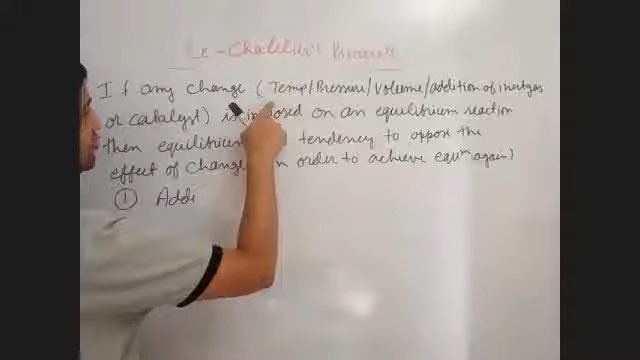 Le-Chatelier's Principle
If any change (Temp/Pressure/Volume/addition of inertgas
or catalyst) is imposed on an equilibrium reaction
then equilibrium tendency to oppose the
effect of change in order to achieve equim again)
① Addi